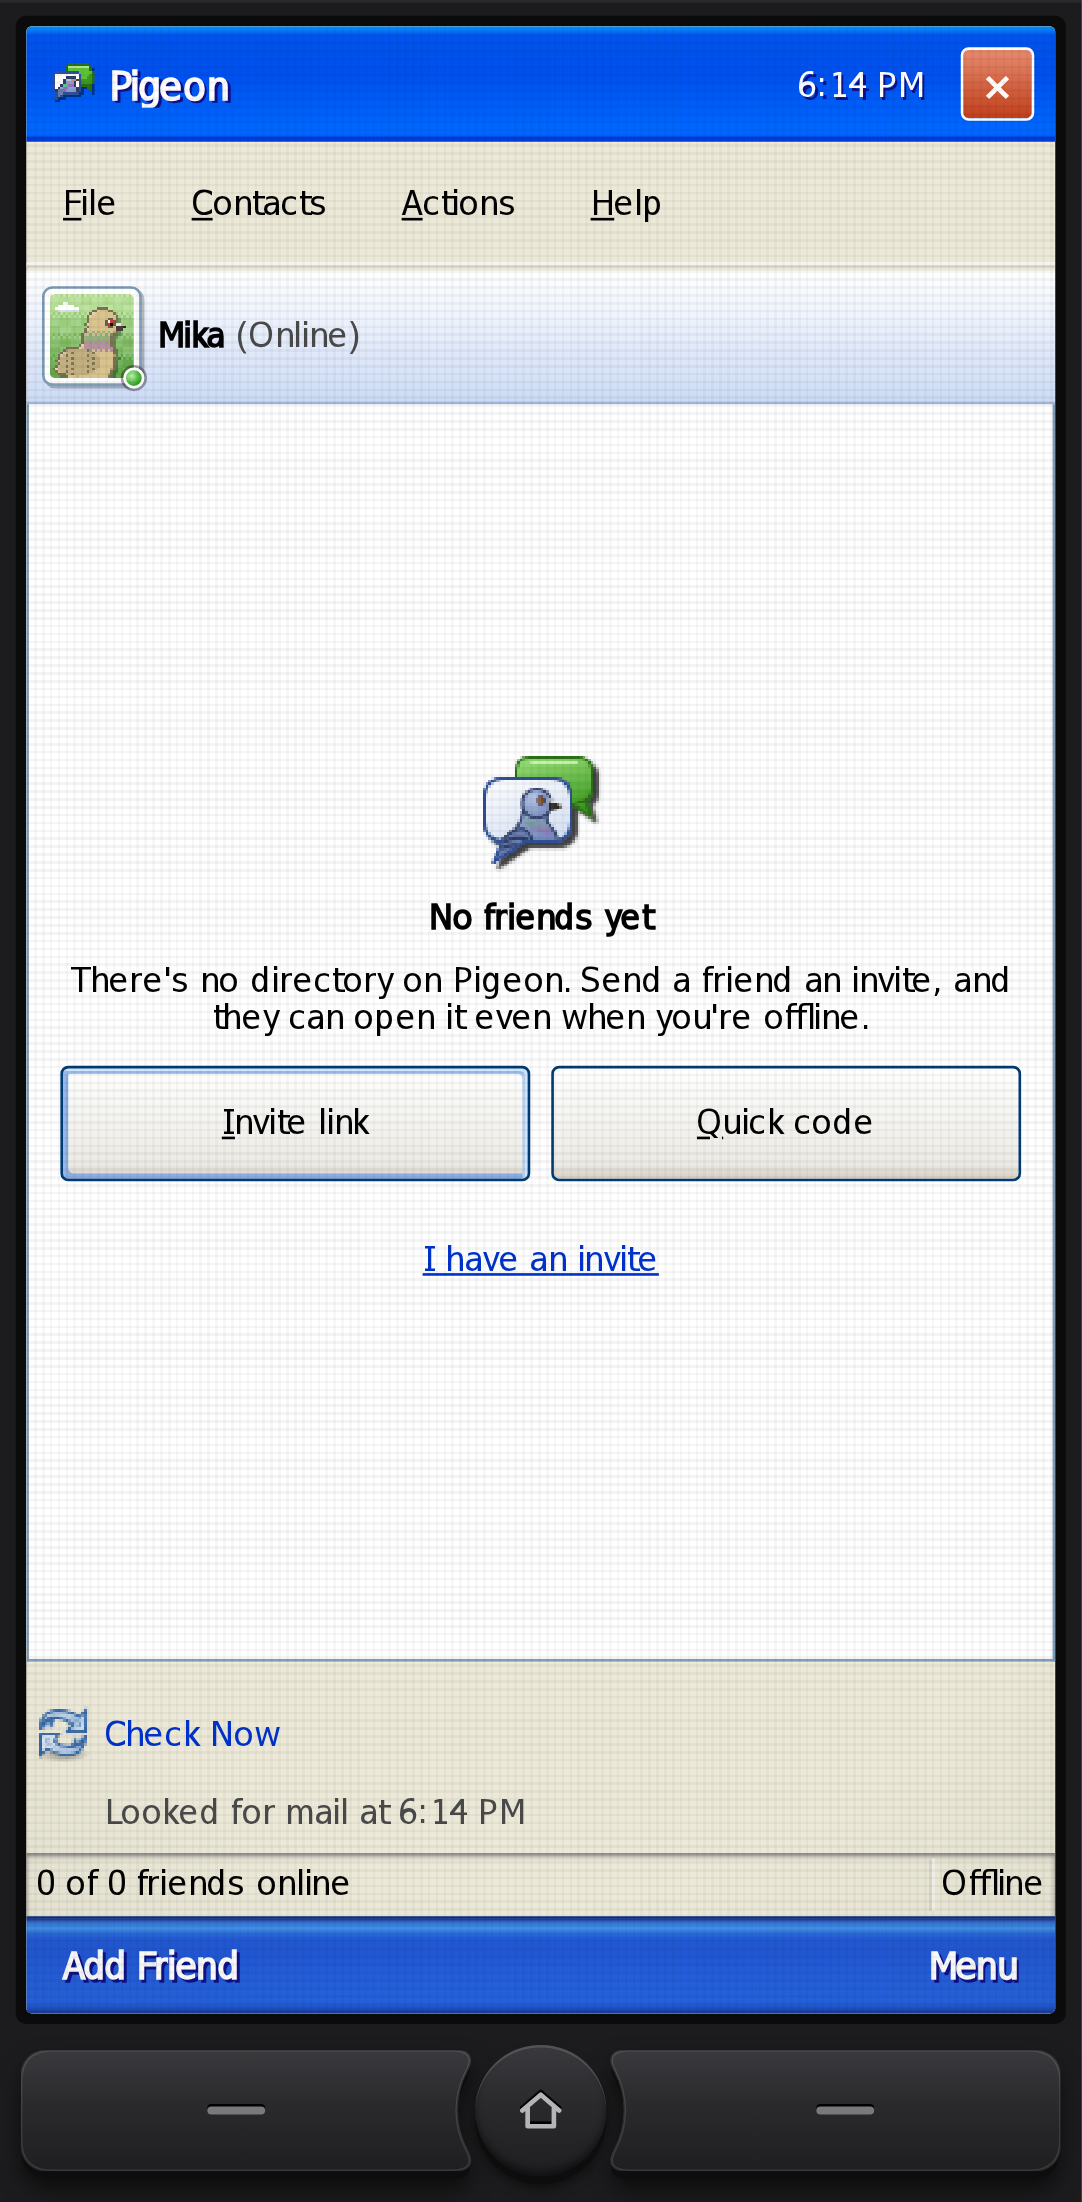 Pigeon
6:14 PM
File Contacts Actions Help
Mika (Online)
No friends yet
There's no directory on Pigeon. Send a friend an invite, and
they can open it even when you're offline.
Invite link
Quick code
I have an invite
Check Now
Looked for mail at 6:14 PM
0 of 0 friends online
Offline
Add Friend
Menu